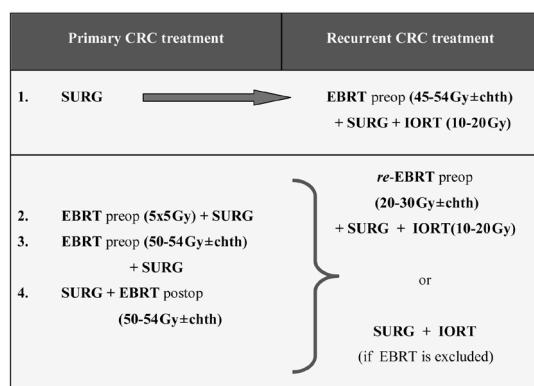 Primary CRC treatment
Recurrent CRC treatment
1. SURG
EBRT preop (45-54Gy±chth)
+ SURG + IORT (10-20Gy)
2. EBRT preop (5x5Gy) + SURG
3. EBRT preop (50-54Gy±chth)
+ SURG
4. SURG + EBRT postop
(50-54Gy±chth)
re-EBRT preop
(20-30Gy±chth)
+ SURG + IORT(10-20Gy)
or
SURG + IORT
(if EBRT is excluded)